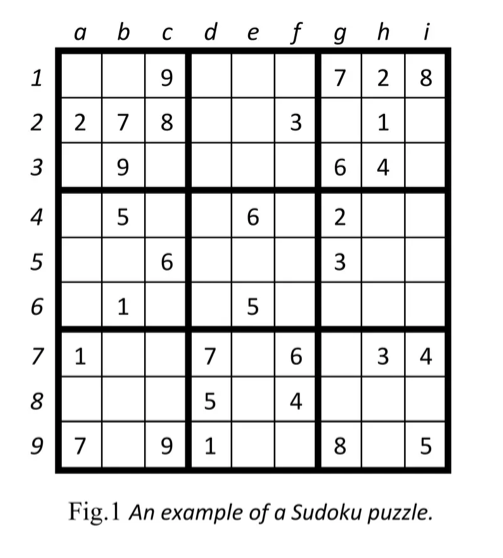 a b c d e f g h i
1 9 7 2 8
2 2 7 8 3 1
3 9 6 4
4 5 6 2
5 6 3
6 1 5
7 1 7 6 3 4
8 5 4
9 7 9 1 8 5
Fig.1 An example of a Sudoku puzzle.